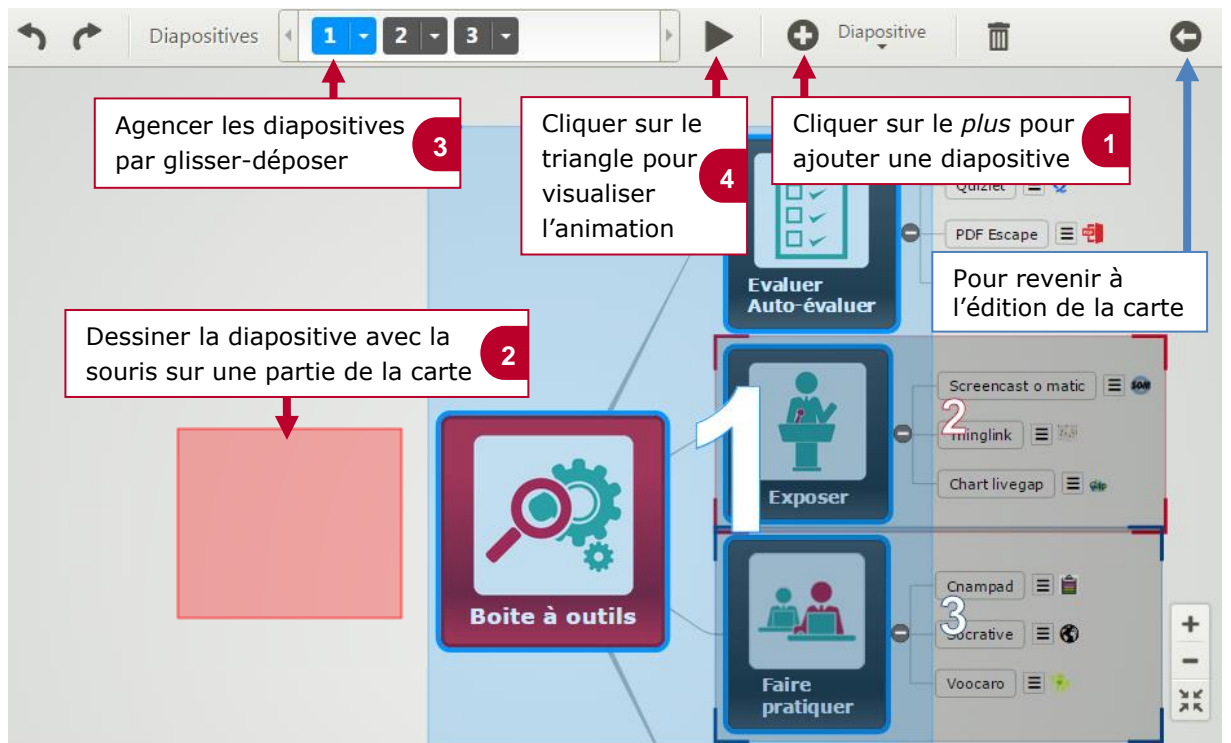 Diapositives
1
2
3
Diapositive
Agencer les diapositives
par glisser-déposer
3
Cliquer sur le
triangle pour
visualiser
l’animation
4
Cliquer sur le plus pour
ajouter une diapositive
1
Quizlet
PDF Escape
Pour revenir à
l’édition de la carte
Evaluer
Auto-évaluer
Dessiner la diapositive avec la
souris sur une partie de la carte
2
1
Screencast o matic
SOM
2
Thinglink
Chart livegap
Exposer
Boite à outils
Cnampad
3
Socrative
Voocaro
Faire
pratiquer